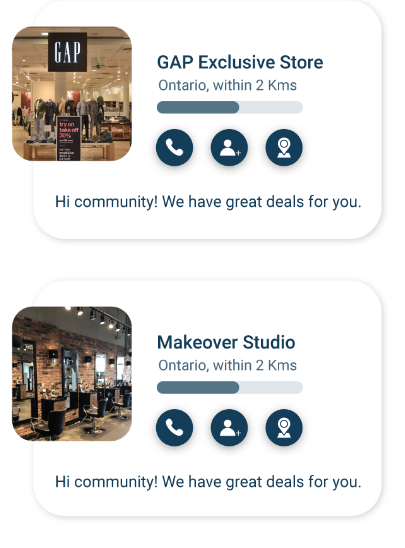 GAP
try on
take off
30%
GAP Exclusive Store
Ontario, within 2 Kms
Hi community! We have great deals for you.
Makeover Studio
Ontario, within 2 Kms
Hi community! We have great deals for you.